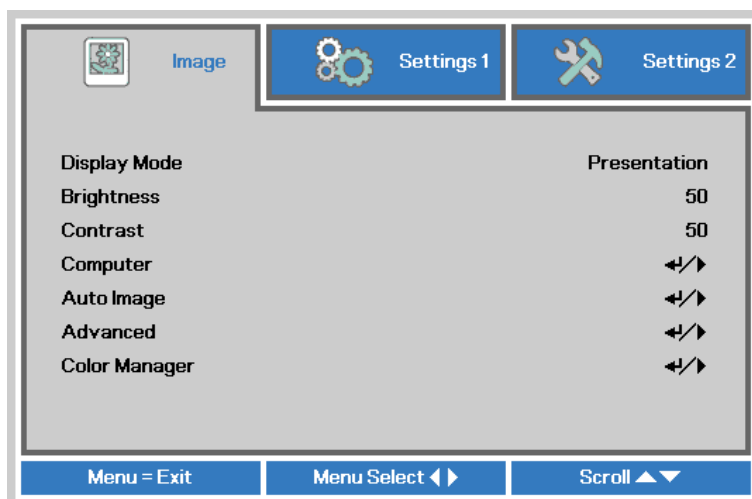 Image Settings 1 Settings 2
Display Mode Presentation
Brightness 50
Contrast 50
Computer ↵/▶
Auto Image ↵/▶
Advanced ↵/▶
Color Manager ↵/▶
Menu = Exit Menu Select ◀ ▶ Scroll ▲▼